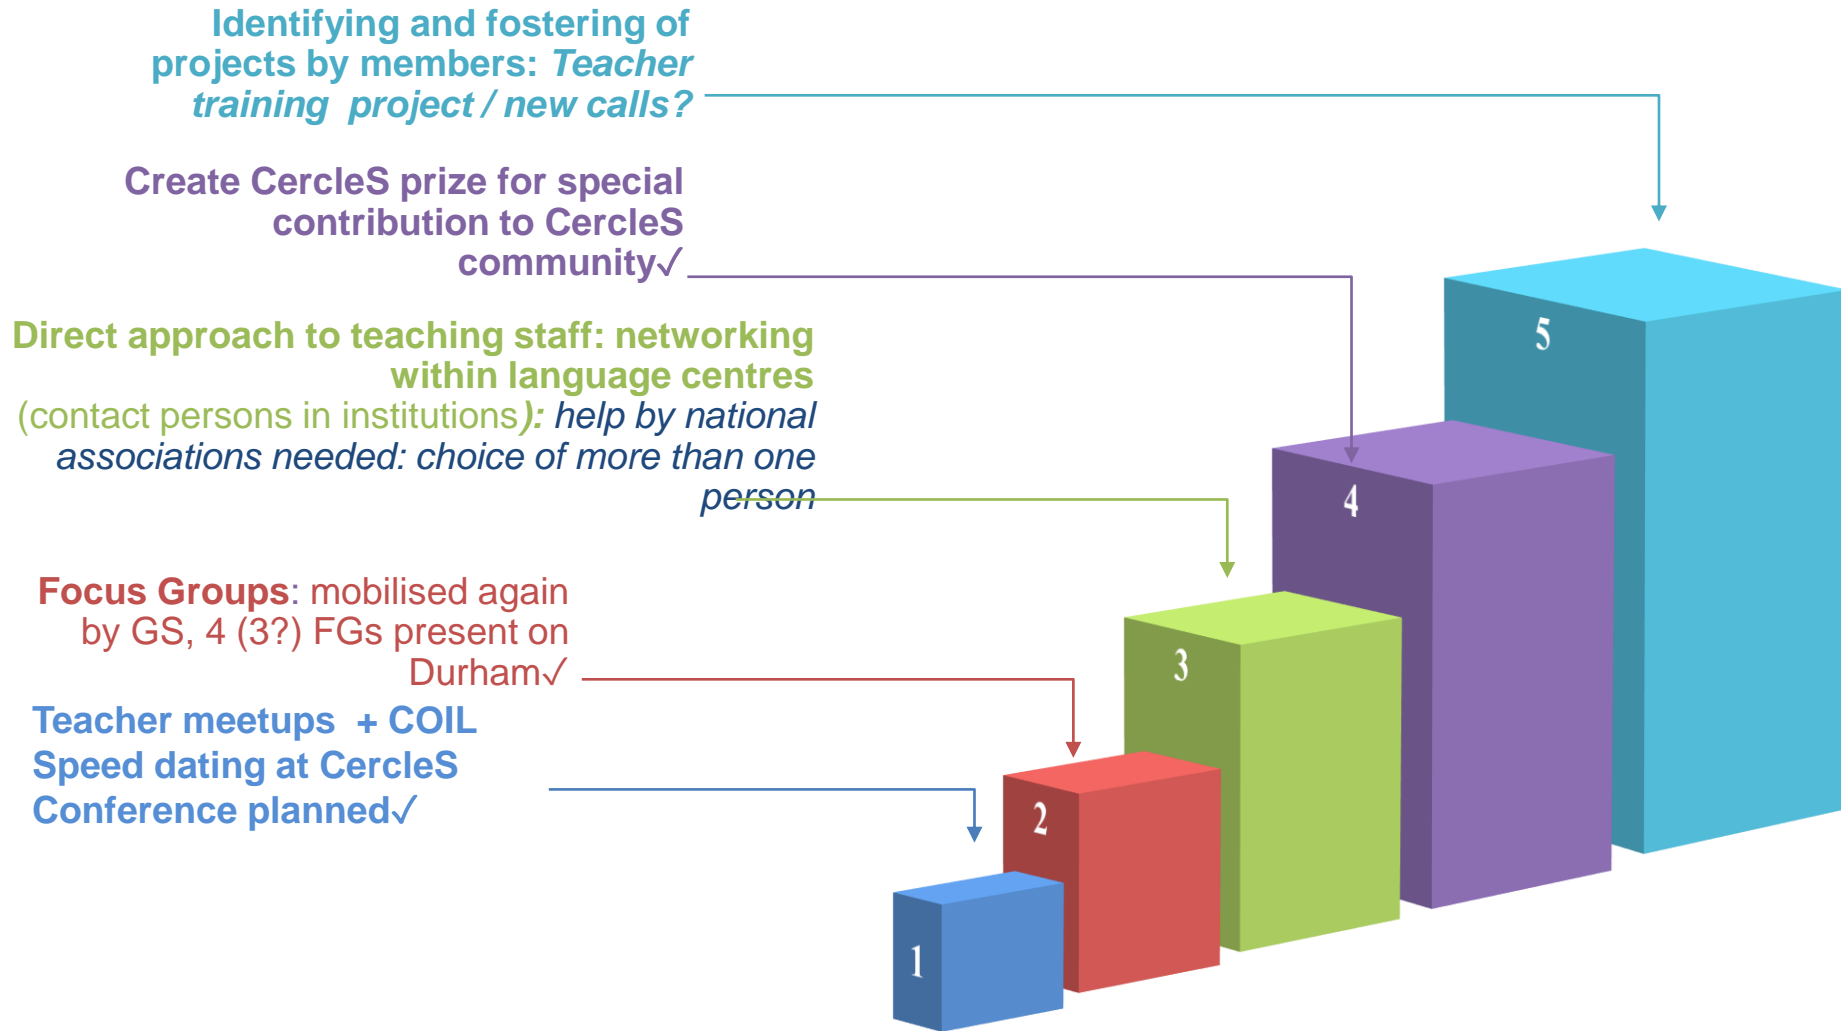 Identifying and fostering of
projects by members: Teacher
training project / new calls?
Create CercleS prize for special
contribution to CercleS
community✓
Direct approach to teaching staff: networking
within language centres
(contact persons in institutions): help by national
associations needed: choice of more than one
person
Focus Groups: mobilised again
by GS, 4 (3?) FGs present on
Durham✓
Teacher meetups + COIL
Speed dating at CercleS
Conference planned✓
5
4
3
2
1